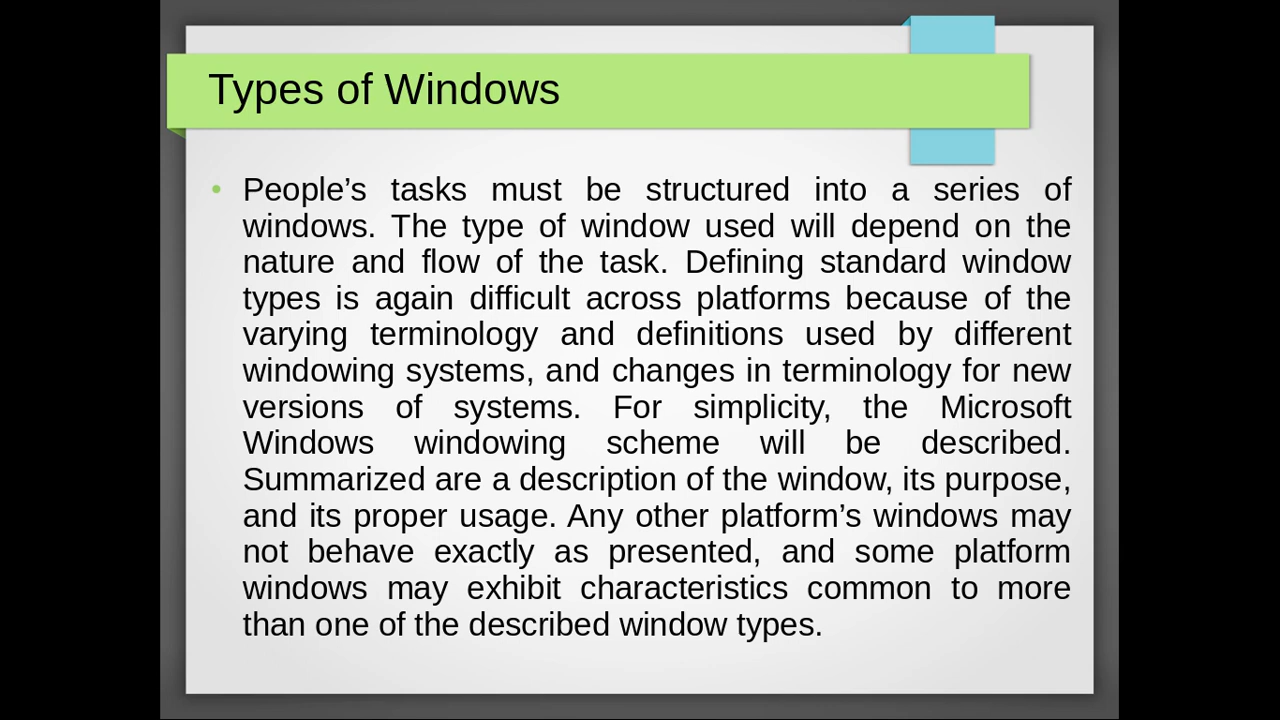 Types of Windows
• People’s tasks must be structured into a series of
windows. The type of window used will depend on the
nature and flow of the task. Defining standard window
types is again difficult across platforms because of the
varying terminology and definitions used by different
windowing systems, and changes in terminology for new
versions of systems. For simplicity, the Microsoft
Windows windowing scheme will be described.
Summarized are a description of the window, its purpose,
and its proper usage. Any other platform’s windows may
not behave exactly as presented, and some platform
windows may exhibit characteristics common to more
than one of the described window types.